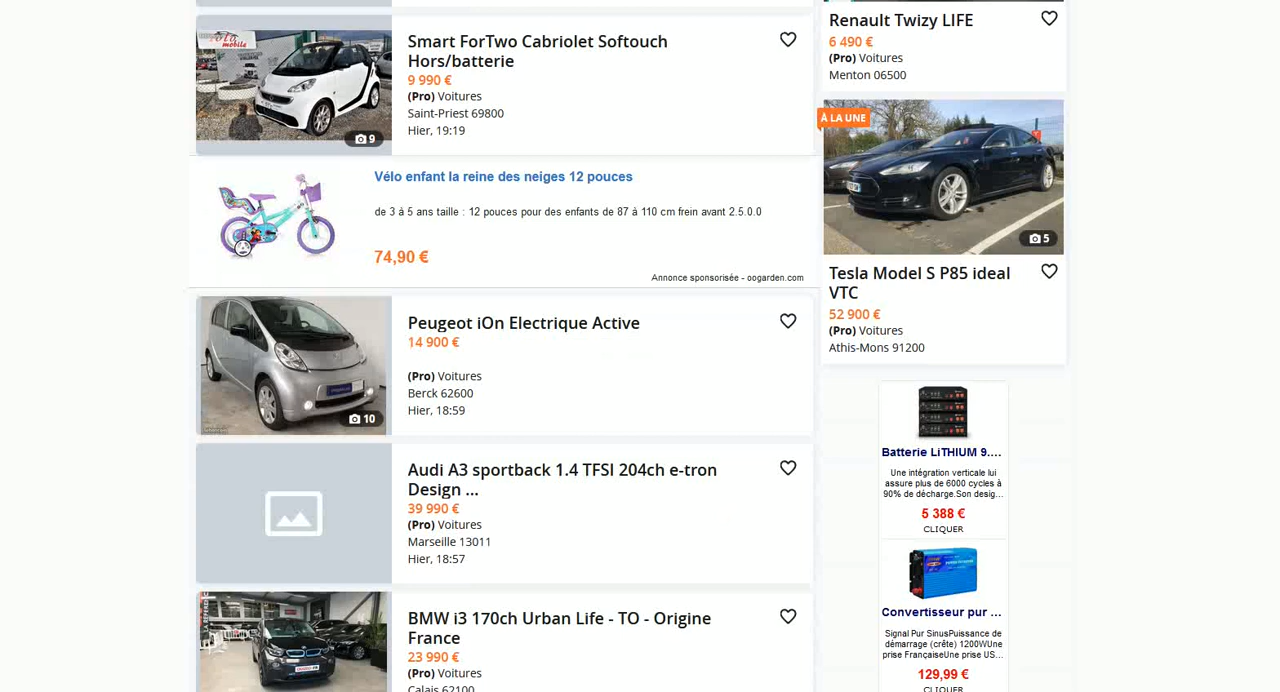 Smart ForTwo Cabriolet Softouch
Hors/batterie
9 990 €
(Pro) Voitures
Saint-Priest 69800
Hier, 19:19
9
Vélo enfant la reine des neiges 12 pouces
de 3 à 5 ans taille : 12 pouces pour des enfants de 87 à 110 cm frein avant 2.5.0.0
74,90 €
Annonce sponsorisée - oogarden.com
Peugeot iOn Electrique Active
14 900 €
(Pro) Voitures
Berck 62600
Hier, 18:59
10
Audi A3 sportback 1.4 TFSI 204ch e-tron
Design ...
39 990 €
(Pro) Voitures
Marseille 13011
Hier, 18:57
BMW i3 170ch Urban Life - TO - Origine
France
23 990 €
(Pro) Voitures
Calais 62100
Renault Twizy LIFE
6 490 €
(Pro) Voitures
Menton 06500
À LA UNE
5
Tesla Model S P85 ideal
VTC
52 900 €
(Pro) Voitures
Athis-Mons 91200
Batterie LiTHIUM 9....
Une intégration verticale lui
assure plus de 6000 cycles à
90% de décharge.Son desig...
5 388 €
CLIQUER
Convertisseur pur ...
Signal Pur SinusPuissance de
démarrage (crête) 1200WUne
prise FrançaiseUne prise US...
129,99 €
CLIQUER